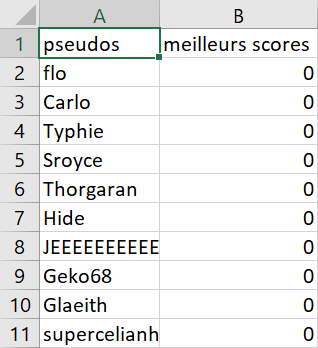 A B
1 pseudos meilleurs scores
2 flo 0
3 Carlo 0
4 Typhie 0
5 Sroyce 0
6 Thorgaran 0
7 Hide 0
8 JEEEEEEEEEEE 0
9 Geko68 0
10 Glaeith 0
11 supercelianh 0